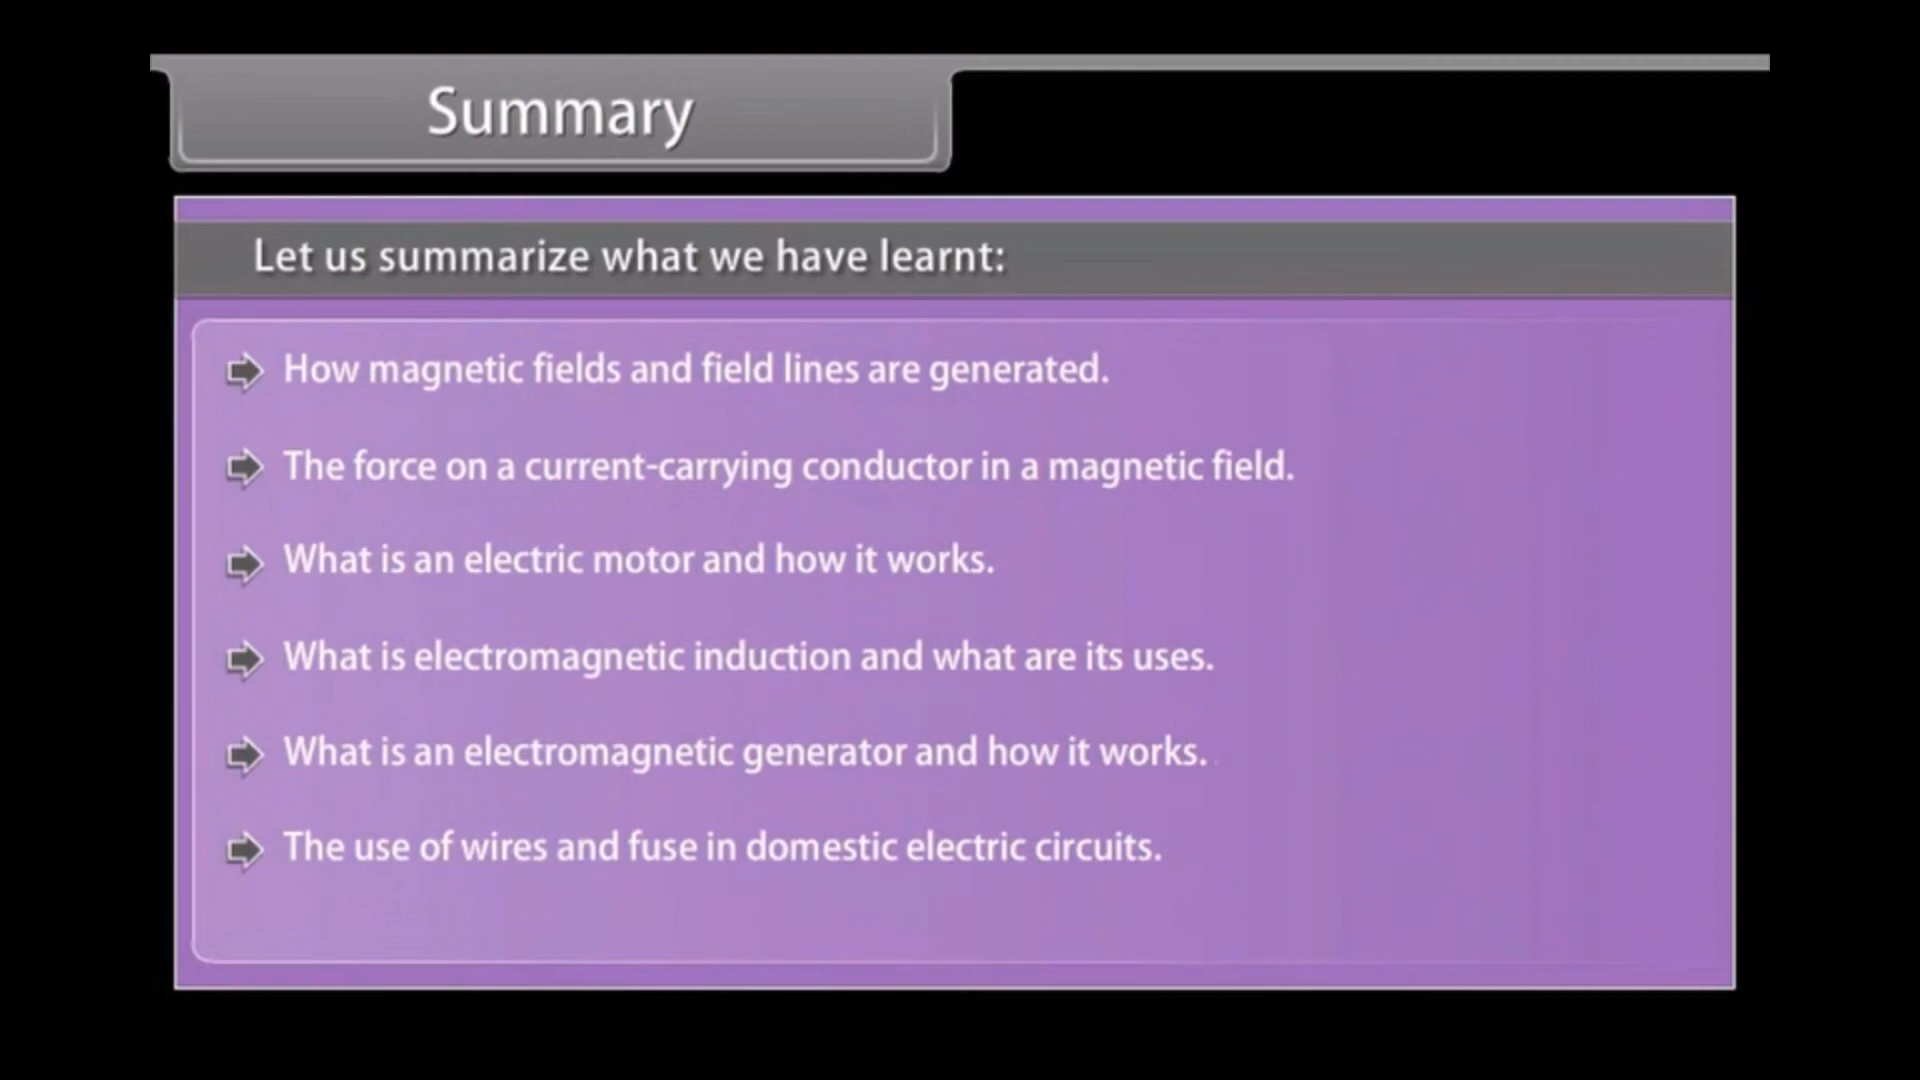 Summary
Let us summarize what we have learnt:
How magnetic fields and field lines are generated.
The force on a current-carrying conductor in a magnetic field.
What is an electric motor and how it works.
What is electromagnetic induction and what are its uses.
What is an electromagnetic generator and how it works.
The use of wires and fuse in domestic electric circuits.